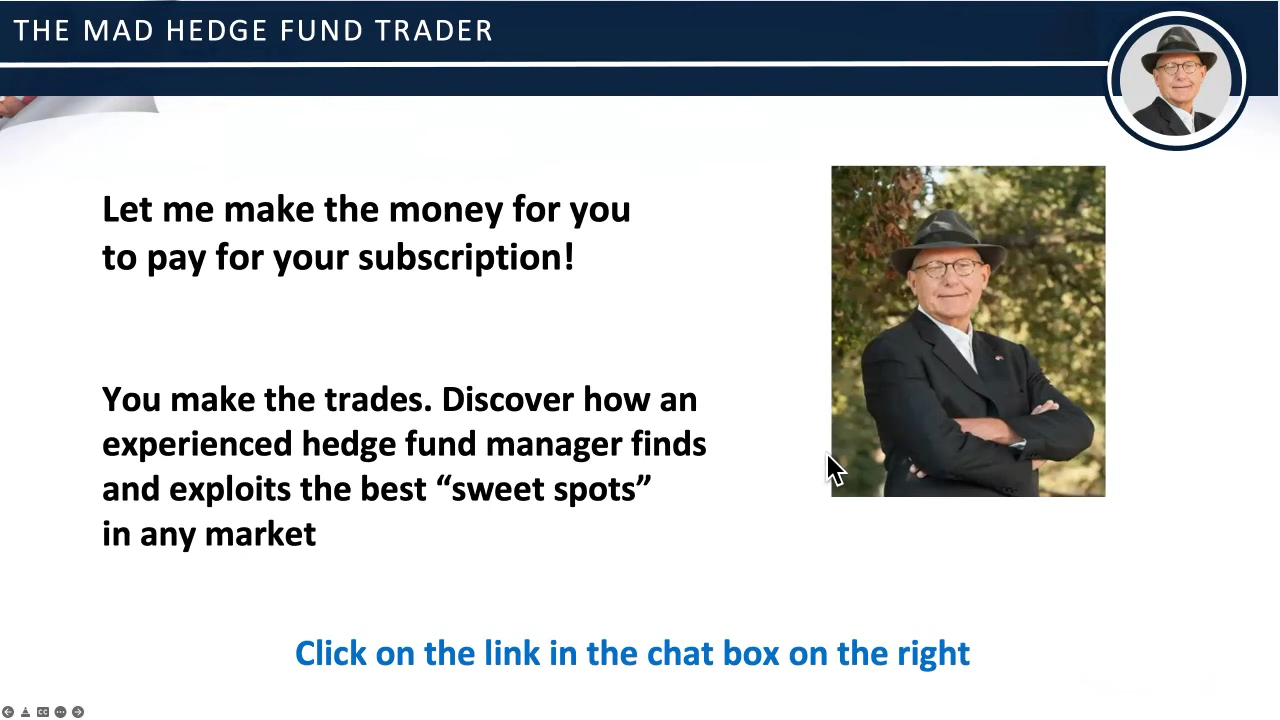 THE MAD HEDGE FUND TRADER
Let me make the money for you
to pay for your subscription!
You make the trades. Discover how an
experienced hedge fund manager finds
and exploits the best “sweet spots”
in any market
Click on the link in the chat box on the right
CC